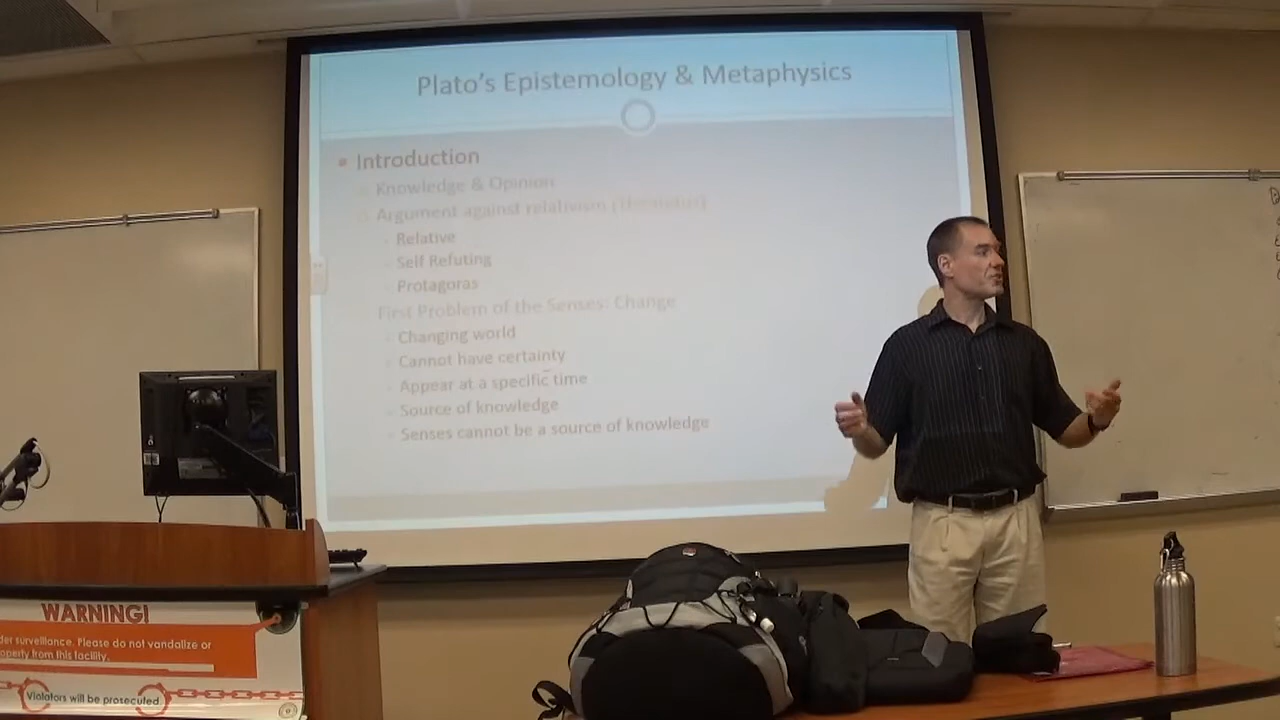 Plato's Epistemology & Metaphysics
Introduction
Knowledge & Opinion
Argument against relativism (Theaetetus)
Relative
Self Refuting
Protagoras
First Problem of the Senses: Change
Changing world
Cannot have certainty
Appear at a specific time
Source of knowledge
Senses cannot be a source of knowledge
WARNING!
der surveillance. Please do not vandalize or
operty from this facility.
Violators will be prosecuted.